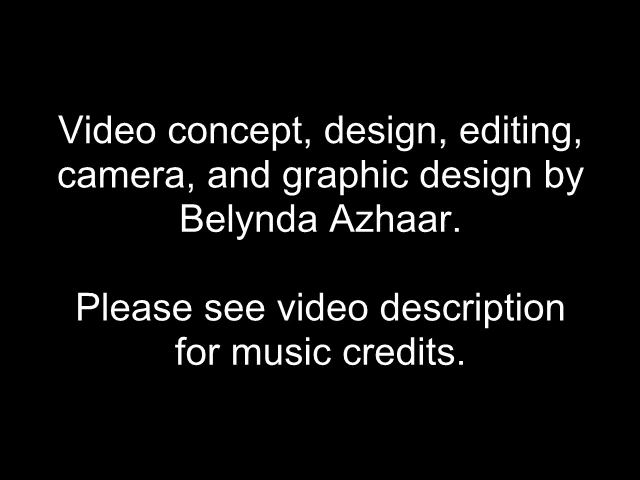 Video concept, design, editing,
camera, and graphic design by
Belynda Azhaar.
Please see video description
for music credits.